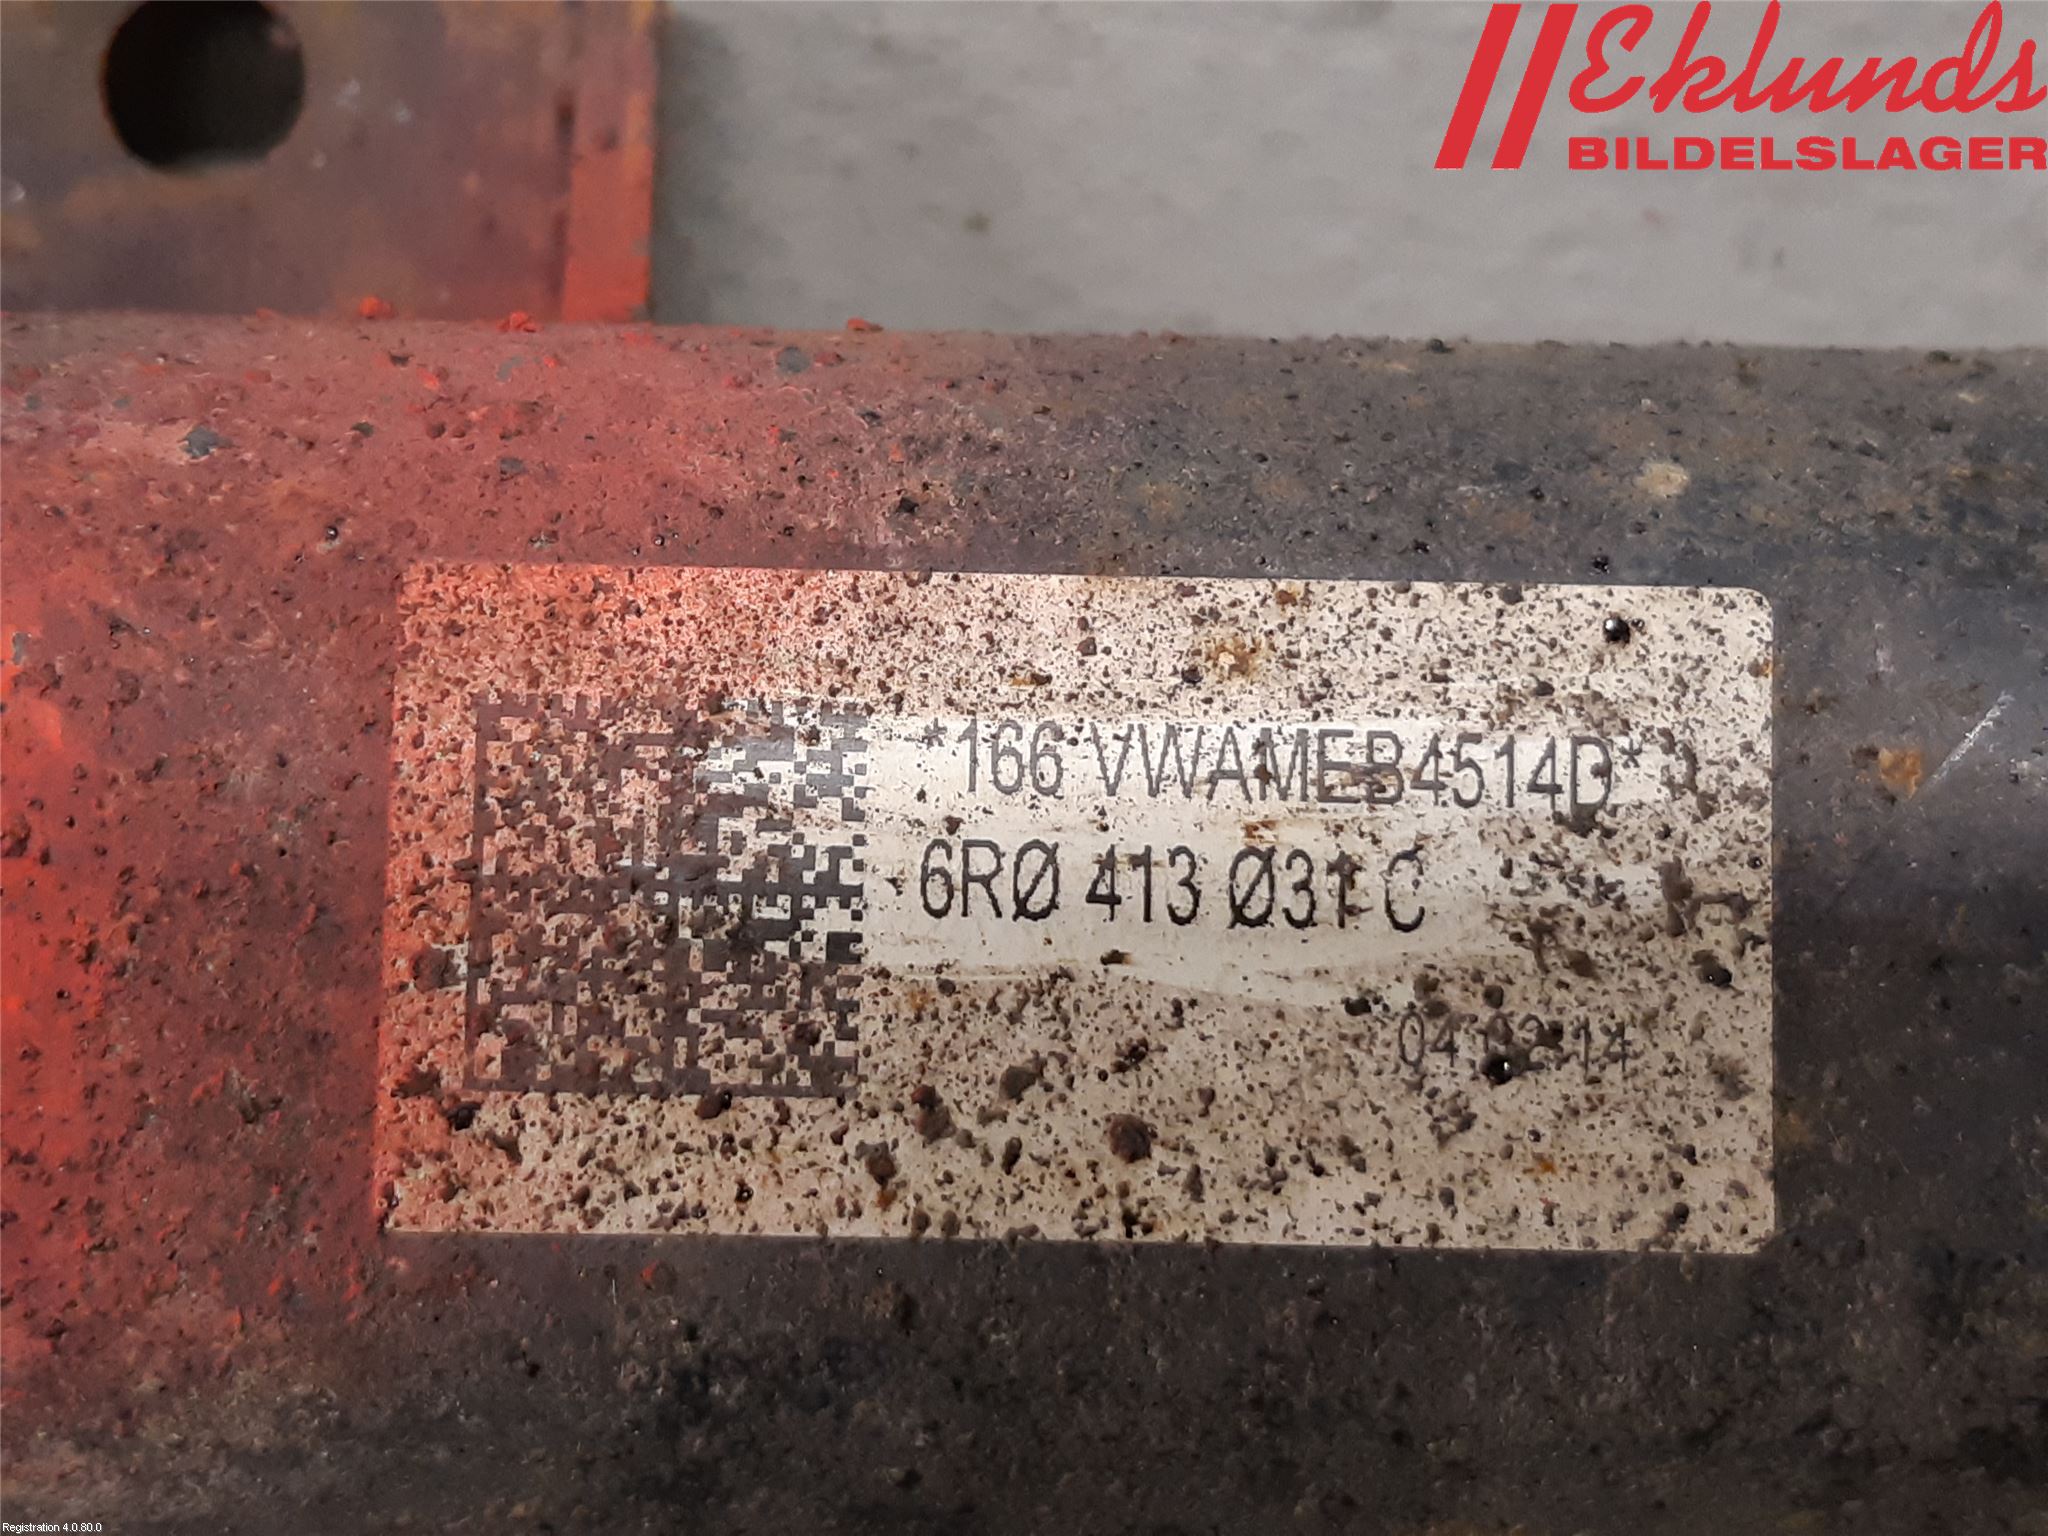 Eklunds
BILDELSLAGER
*166 VWAMEB4514D*
6RØ 413 Ø31 C
Registration 4.0.80.0